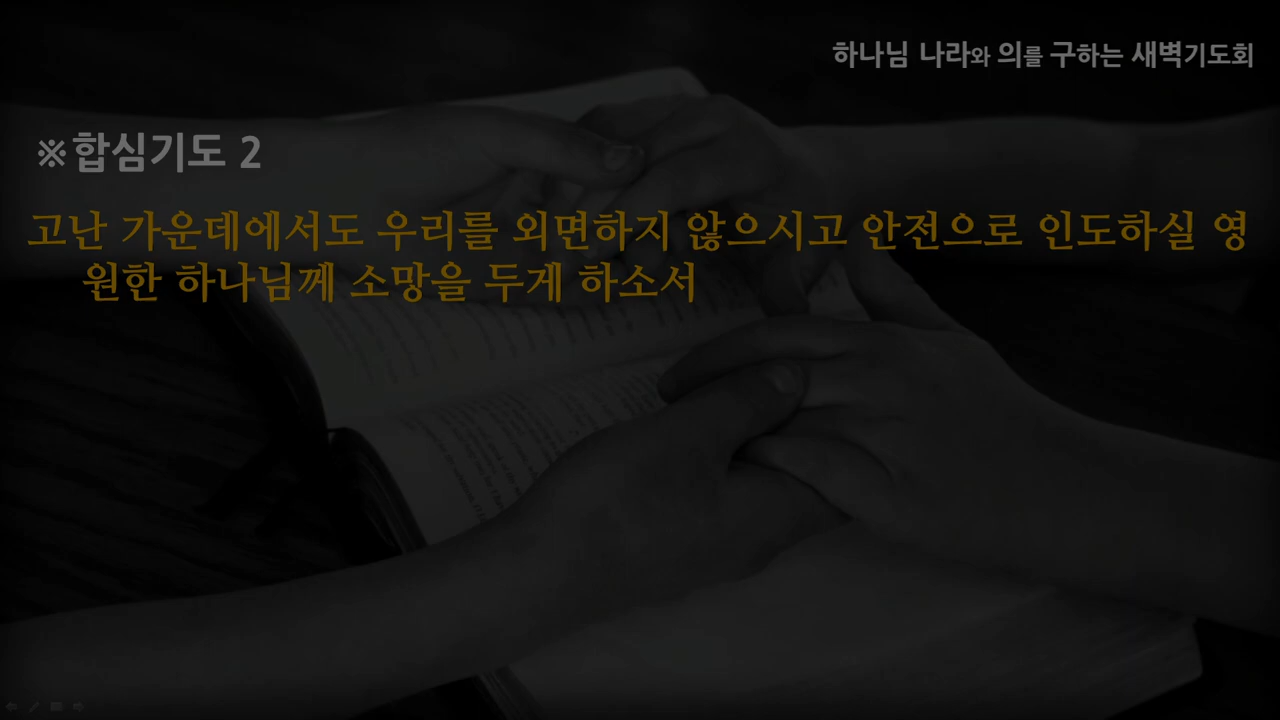 하나님 나라와 의를 구하는 새벽기도회
※합심기도 2
고난 가운데에서도 우리를 외면하지 않으시고 안전으로 인도하실 영
원한 하나님께 소망을 두게 하소서